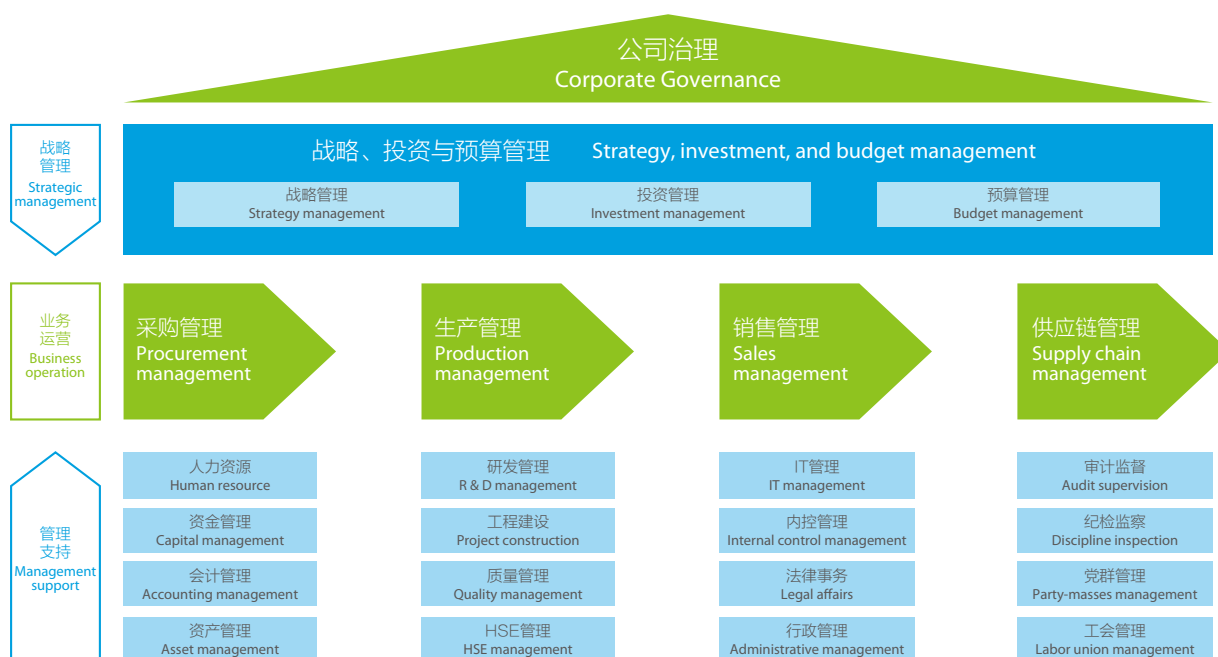 公司治理
Corporate Governance
战略
管理
Strategic
management
战略、投资与预算管理 Strategy, investment, and budget management
战略管理
Strategy management
投资管理
Investment management
预算管理
Budget management
业务
运营
Business
operation
采购管理
Procurement
management
生产管理
Production
management
销售管理
Sales
management
供应链管理
Supply chain
management
管理
支持
Management
support
人力资源
Human resource
研发管理
R & D management
IT管理
IT management
审计监督
Audit supervision
资金管理
Capital management
工程建设
Project construction
内控管理
Internal control management
纪检监察
Discipline inspection
会计管理
Accounting management
质量管理
Quality management
法律事务
Legal affairs
党群管理
Party-masses management
资产管理
Asset management
HSE管理
HSE management
行政管理
Administrative management
工会管理
Labor union management